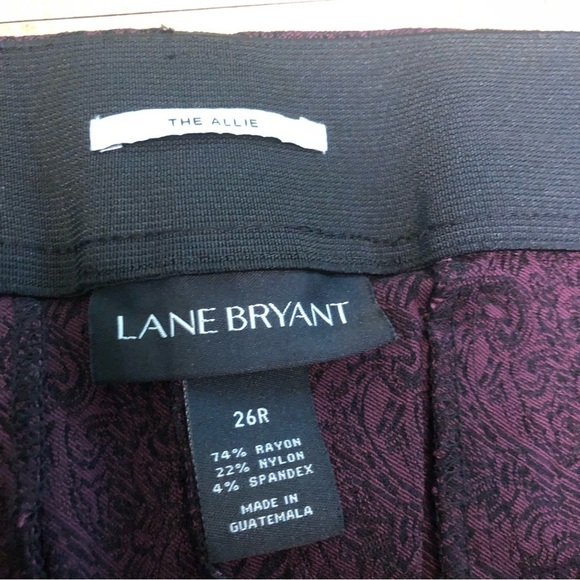 THE ALLIE
LANE BRYANT
26R
74% RAYON
22% NYLON
4% SPANDEX
MADE IN
GUATEMALA